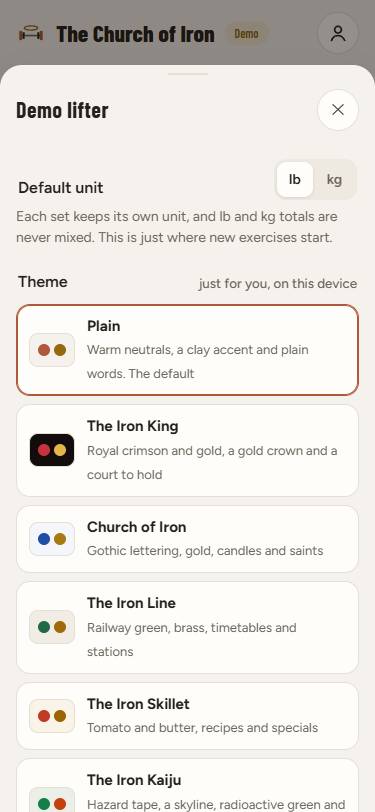 The Church of Iron
Demo
Demo lifter
lb
kg
Default unit
Each set keeps its own unit, and lb and kg totals are
never mixed. This is just where new exercises start.
Theme
just for you, on this device
Plain
Warm neutrals, a clay accent and plain
words. The default
The Iron King
Royal crimson and gold, a gold crown and a
court to hold
Church of Iron
Gothic lettering, gold, candles and saints
The Iron Line
Railway green, brass, timetables and
stations
The Iron Skillet
Tomato and butter, recipes and specials
The Iron Kaiju
Hazard tape, a skyline, radioactive green and